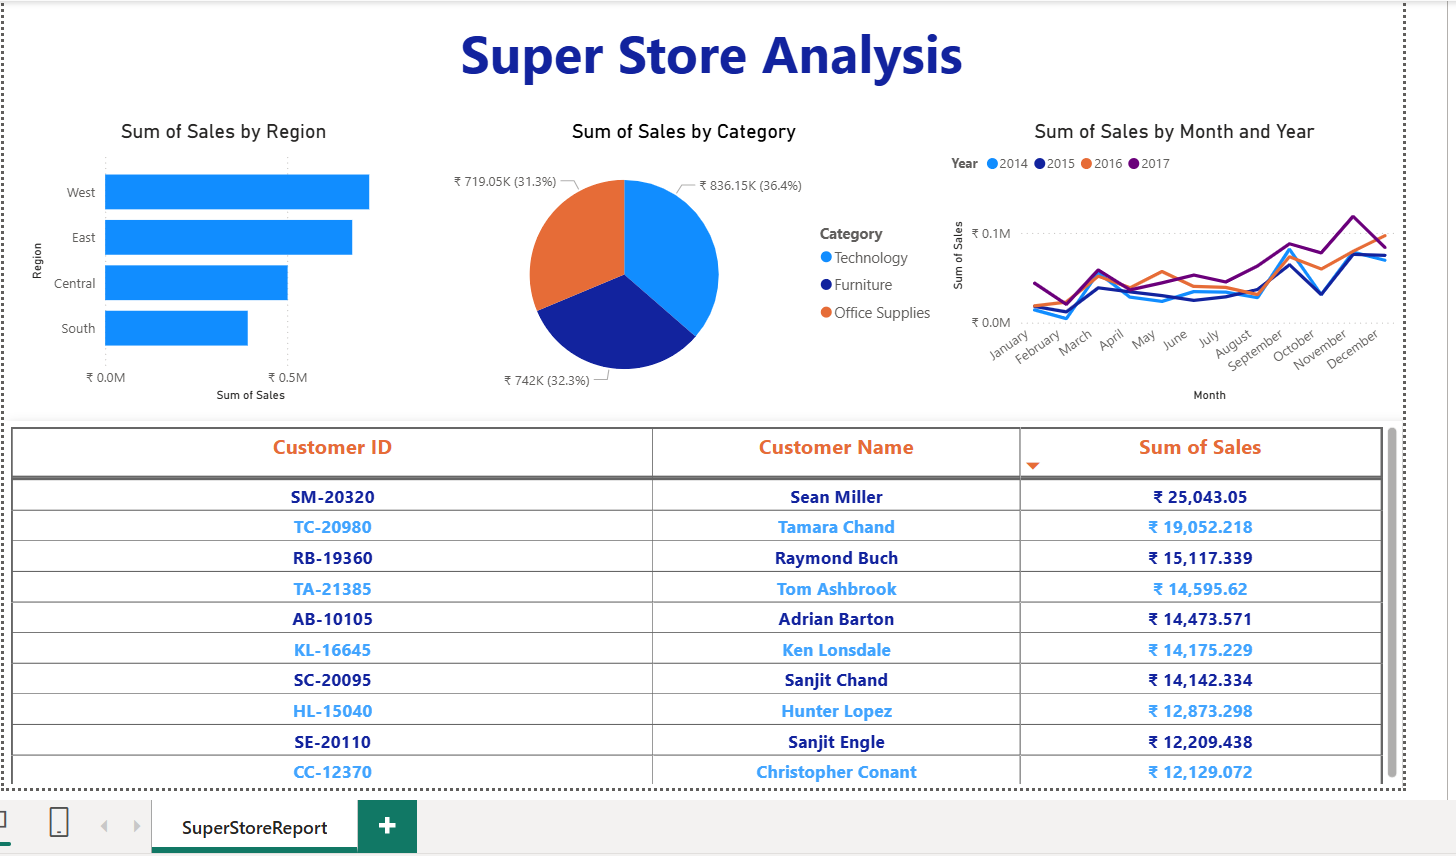 Super Store Analysis
Sum of Sales by Region
Region
West
East
Central
South
₹ 0.0M ₹ 0.5M
Sum of Sales
Sum of Sales by Category
₹ 719.05K (31.3%)
₹ 836.15K (36.4%)
₹ 742K (32.3%)
Category
Technology
Furniture
Office Supplies
Sum of Sales by Month and Year
Year 2014 2015 2016 2017
Sum of Sales
₹ 0.1M
₹ 0.0M
January February March April May June July August September October November December
Month
Customer ID Customer Name Sum of Sales
SM-20320 Sean Miller ₹ 25,043.05
TC-20980 Tamara Chand ₹ 19,052.218
RB-19360 Raymond Buch ₹ 15,117.339
TA-21385 Tom Ashbrook ₹ 14,595.62
AB-10105 Adrian Barton ₹ 14,473.571
KL-16645 Ken Lonsdale ₹ 14,175.229
SC-20095 Sanjit Chand ₹ 14,142.334
HL-15040 Hunter Lopez ₹ 12,873.298
SE-20110 Sanjit Engle ₹ 12,209.438
CC-12370 Christopher Conant ₹ 12,129.072
SuperStoreReport +